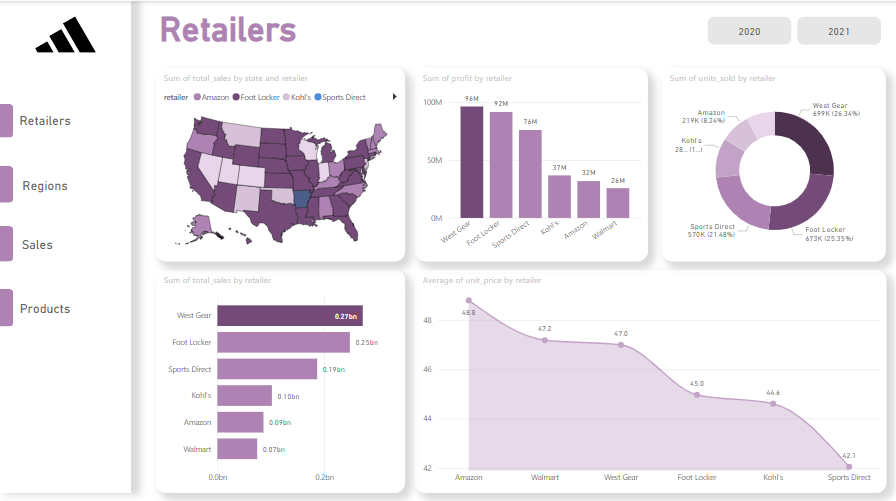 Retailers
2020
2021
Retailers
Regions
Sales
Products
Sum of total_sales by state and retailer
retailer Amazon Foot Locker Kohl's Sports Direct
Sum of profit by retailer
100M
50M
0M
96M
92M
76M
37M
32M
26M
West Gear
Foot Locker
Sports Direct
Kohl's
Amazon
Walmart
Sum of units_sold by retailer
West Gear
699K (26.34%)
Foot Locker
673K (25.35%)
Sports Direct
570K (21.48%)
Kohl's
28... (1...)
Amazon
219K (8.24%)
Sum of total_sales by retailer
West Gear 0.27bn
Foot Locker 0.25bn
Sports Direct 0.19bn
Kohl's 0.10bn
Amazon 0.09bn
Walmart 0.07bn
0.0bn 0.2bn
Average of unit_price by retailer
48
46
44
42
48.8
47.2
47.0
45.0
44.6
42.1
Amazon Walmart West Gear Foot Locker Kohl's Sports Direct